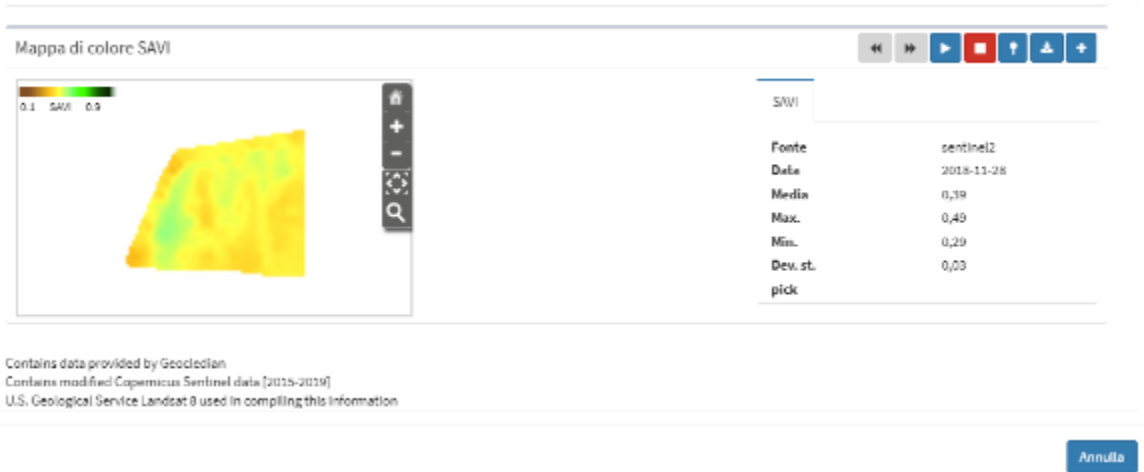 Mappa di colore SAVI
0.1 SAVI 0.9
SAVI
Fonte sentinel2
Data 2018-11-28
Media 0,39
Max. 0,49
Min. 0,29
Dev. st. 0,03
pick
Contains data provided by Geocledian
Contains modified Copernicus Sentinel data [2015-2019]
U.S. Geological Service Landsat 8 used in compiling this information
Annulla